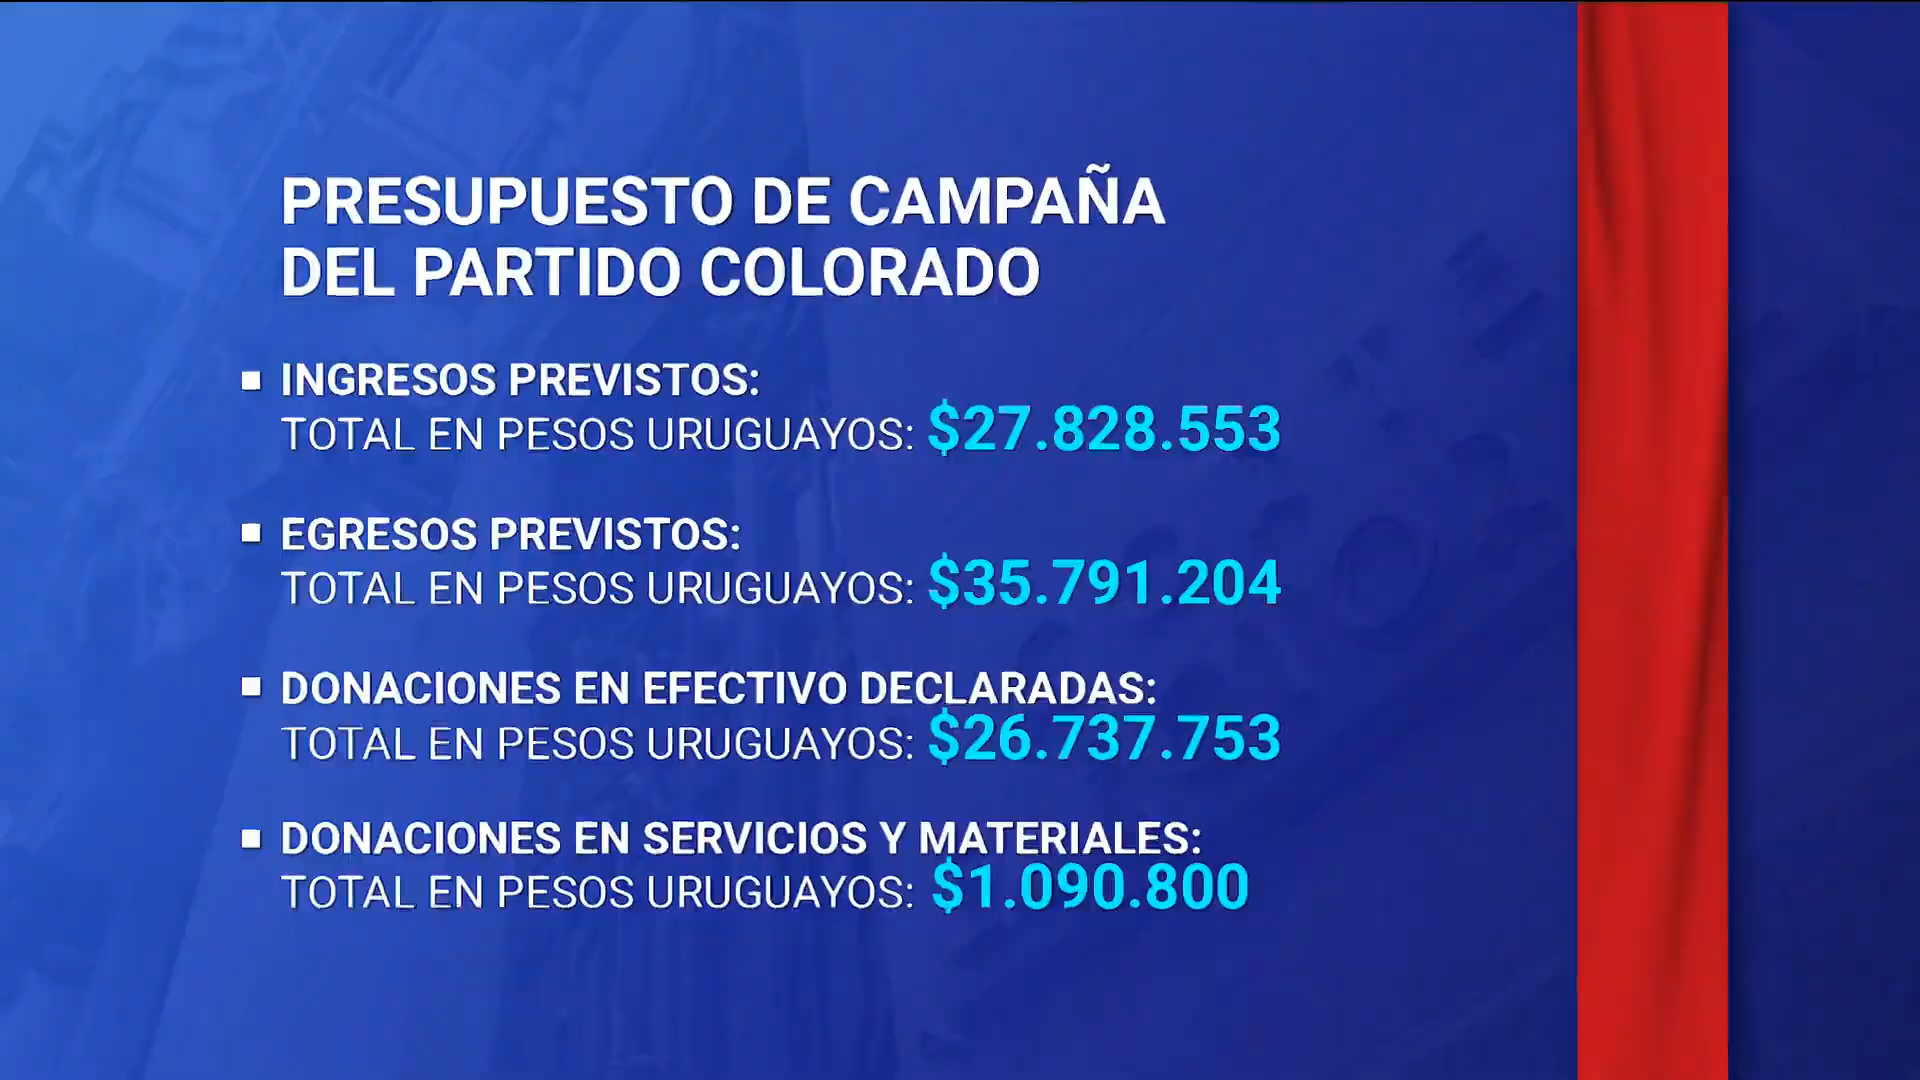 PRESUPUESTO DE CAMPAÑA
DEL PARTIDO COLORADO
INGRESOS PREVISTOS:
TOTAL EN PESOS URUGUAYOS: $27.828.553
EGRESOS PREVISTOS:
TOTAL EN PESOS URUGUAYOS: $35.791.204
DONACIONES EN EFECTIVO DECLARADAS:
TOTAL EN PESOS URUGUAYOS: $26.737.753
DONACIONES EN SERVICIOS Y MATERIALES:
TOTAL EN PESOS URUGUAYOS: $1.090.800